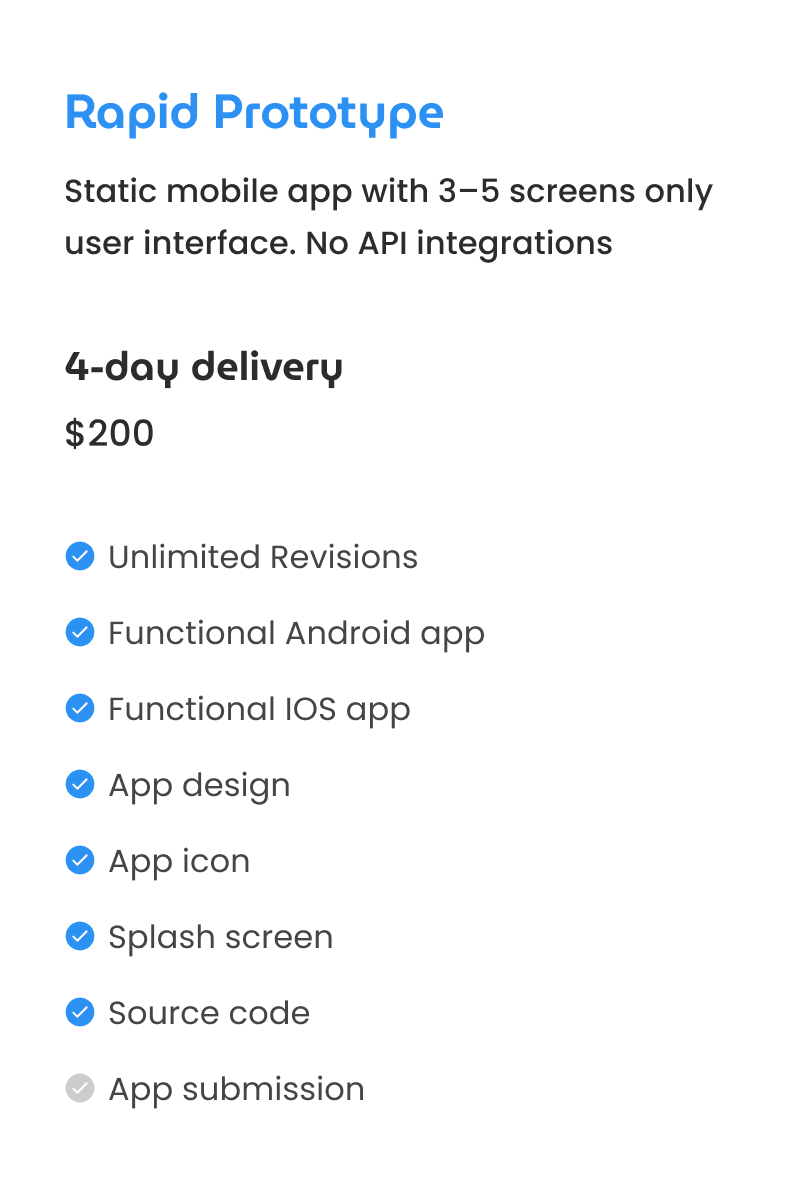 Rapid Prototype
Static mobile app with 3–5 screens only
user interface. No API integrations
4-day delivery
$200
Unlimited Revisions
Functional Android app
Functional IOS app
App design
App icon
Splash screen
Source code
App submission